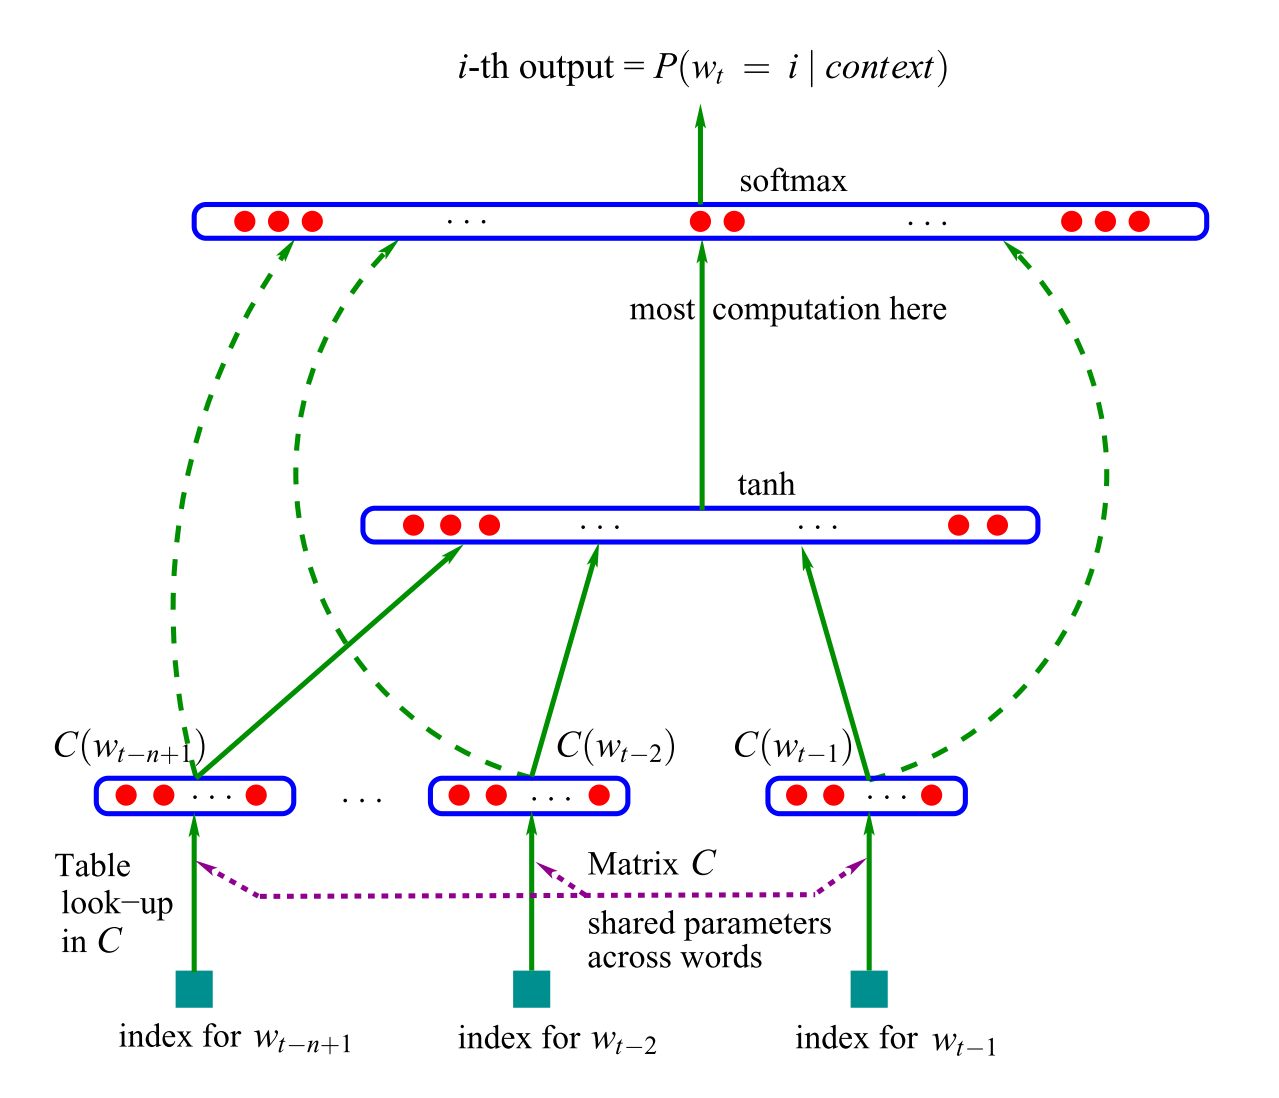 i-th output = P(w_t = i | context)
softmax
. . .
. . .
most computation here
tanh
. . .
. . .
C(w_{t−n+1})
C(w_{t−2})
C(w_{t−1})
. . .
. . .
. . .
. . .
Table
look−up
in C
Matrix C
shared parameters
across words
index for w_{t−n+1}
index for w_{t−2}
index for w_{t−1}